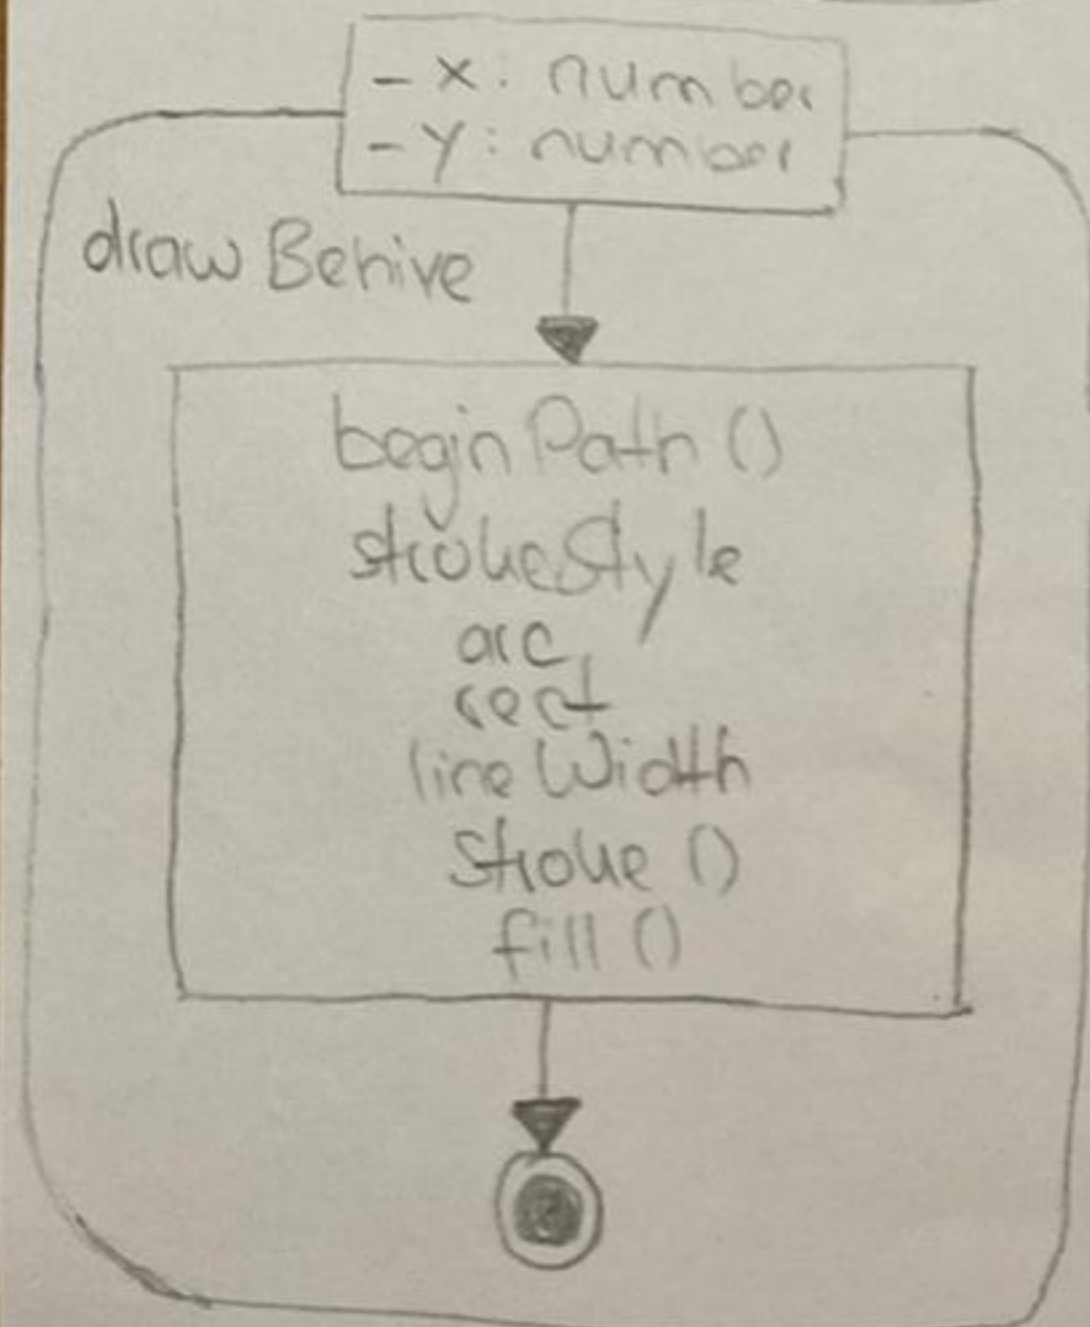 - x: number
- y: number
draw Behive
beginPath ()
strokeStyle
arc
rect
lineWidth
stroke ()
fill ()